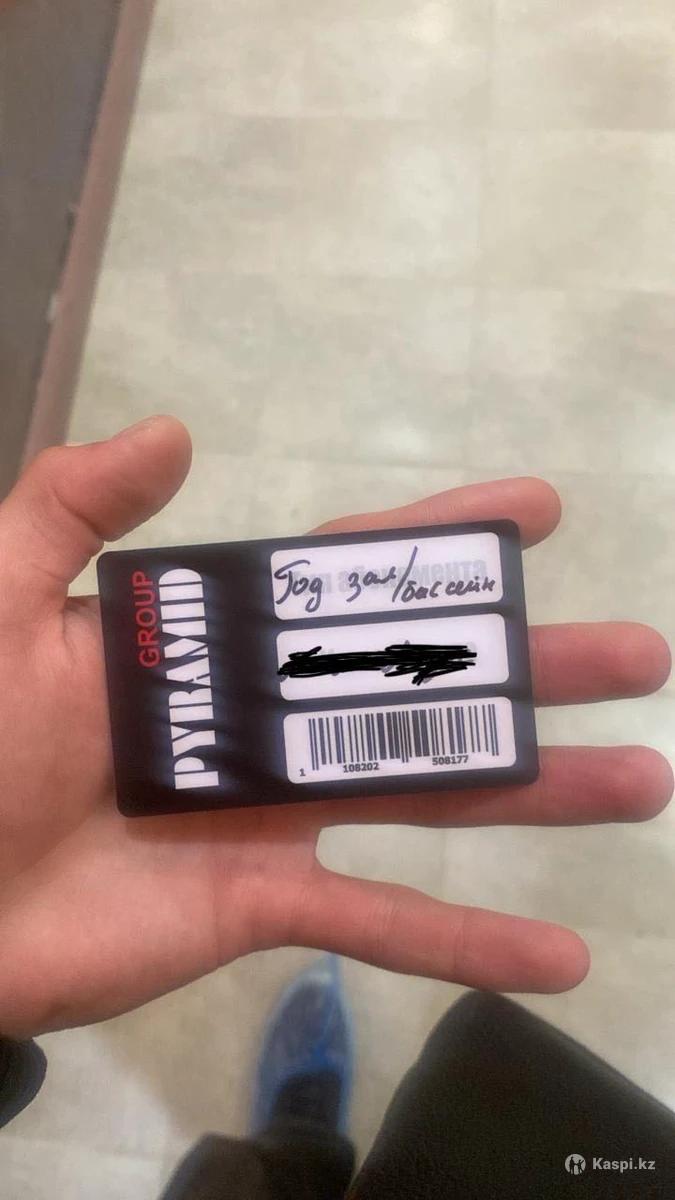 GROUP
PYRAMID
Год зал/бассейн
1 108202 508177
Kaspi.kz